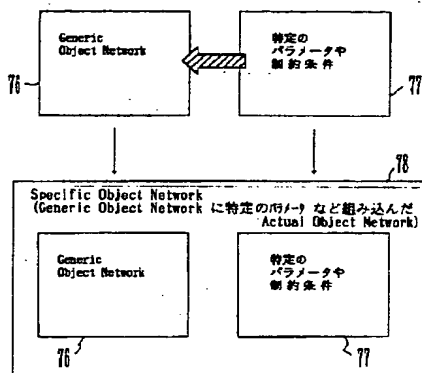 Generic
Object Network
特定の
パラメータや
制約条件
76
77
78
Specific Object Network
(Generic Object Network に特定のパラメータ など組み込んだ
Actual Object Network)
Generic
Object Network
特定の
パラメータや
制約条件
76
77